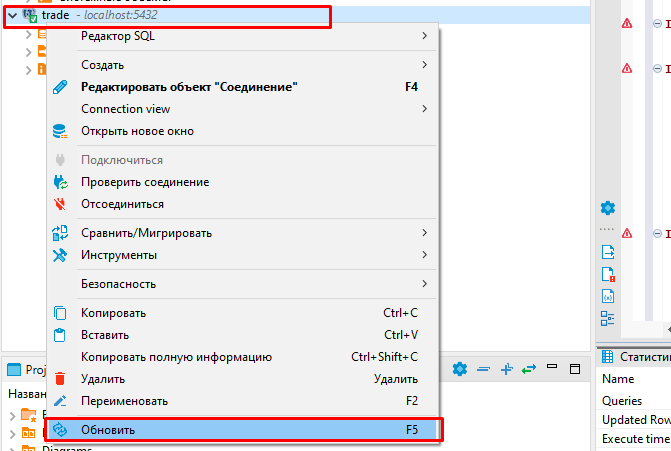 trade - localhost:5432
Редактор SQL
Создать
Редактировать объект "Соединение" F4
Connection view
Открыть новое окно
Подключиться
Проверить соединение
Отсоединиться
Сравнить/Мигрировать
Инструменты
Безопасность
Копировать Ctrl+C
Вставить Ctrl+V
Копировать полную информацию Ctrl+Shift+C
Удалить Удалить
Переименовать F2
Обновить F5
Proj
Назван
Diagrams
Статисти
Name
Queries
Updated Row
Execute time